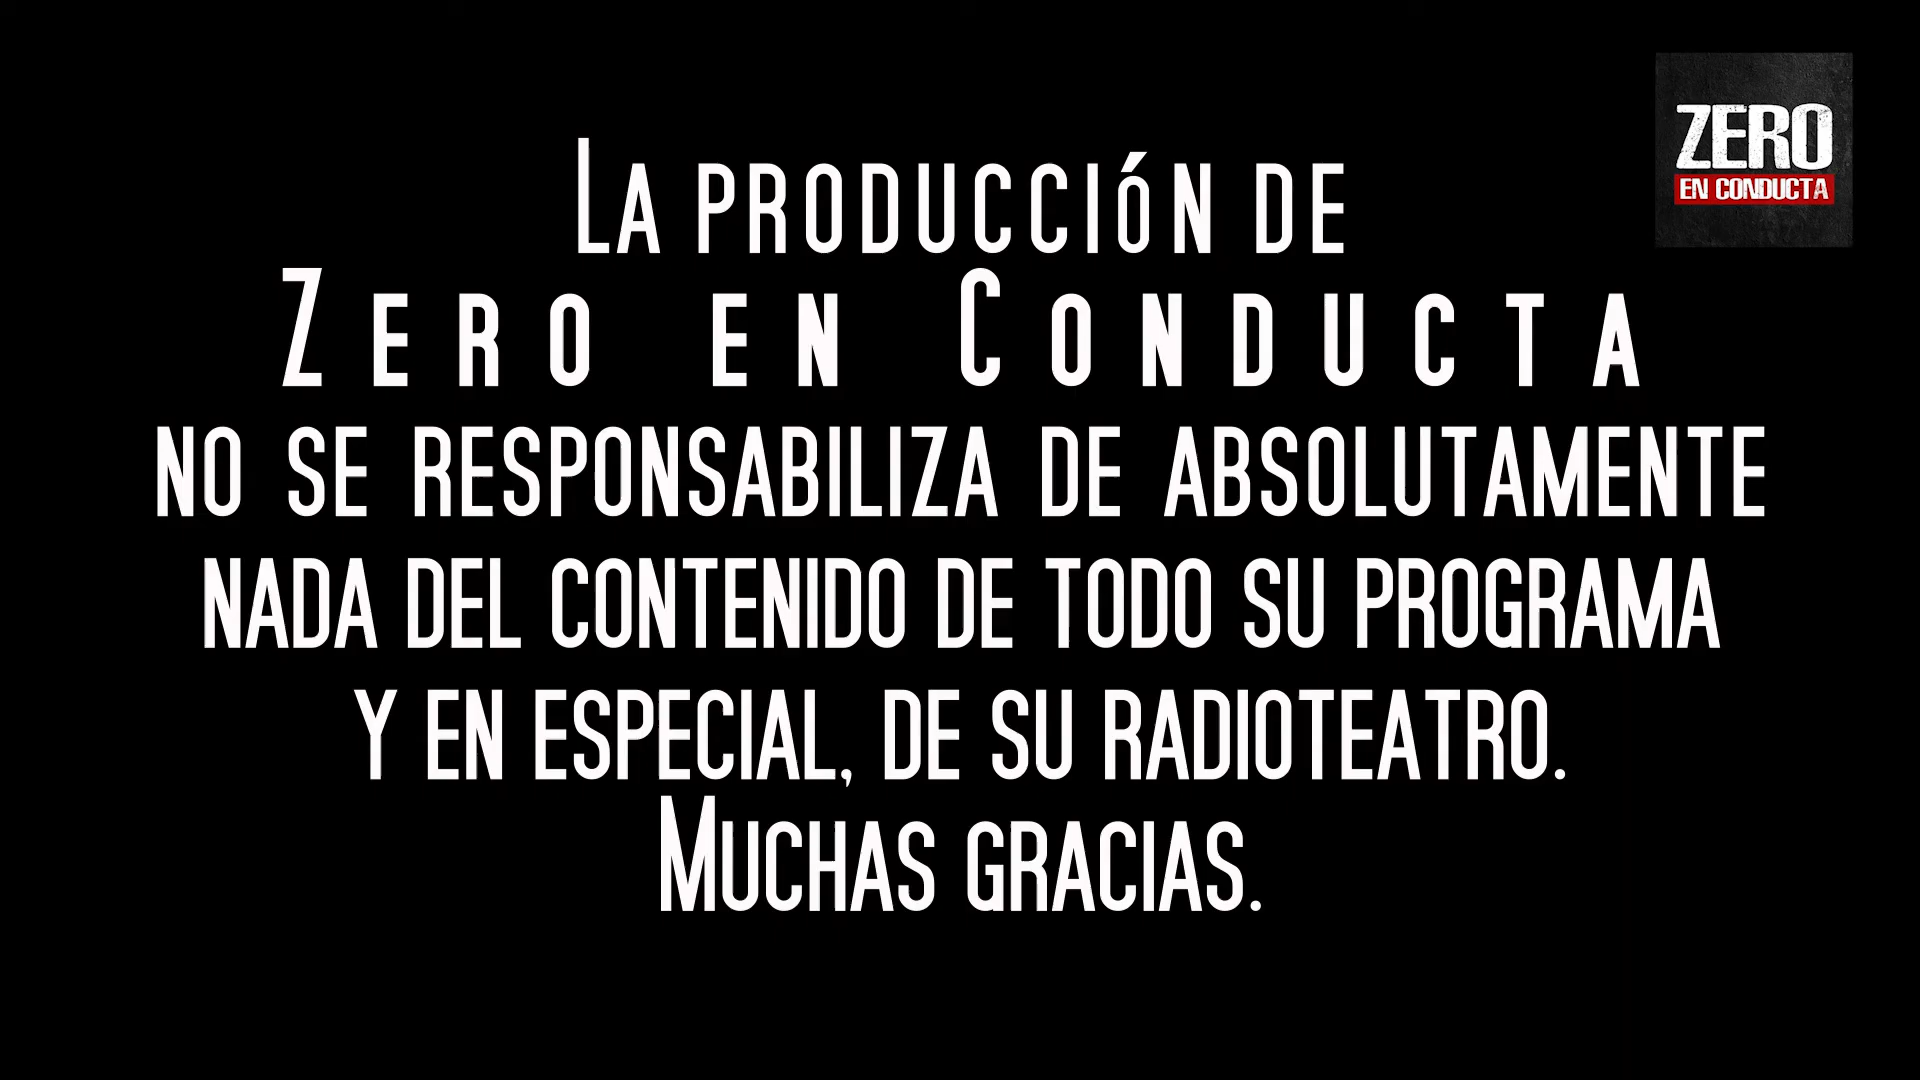 ZERO
EN CONDUCTA
La producción de
Zero en Conducta
no se responsabiliza de absolutamente
nada del contenido de todo su programa
y en especial, de su radioteatro.
Muchas gracias.